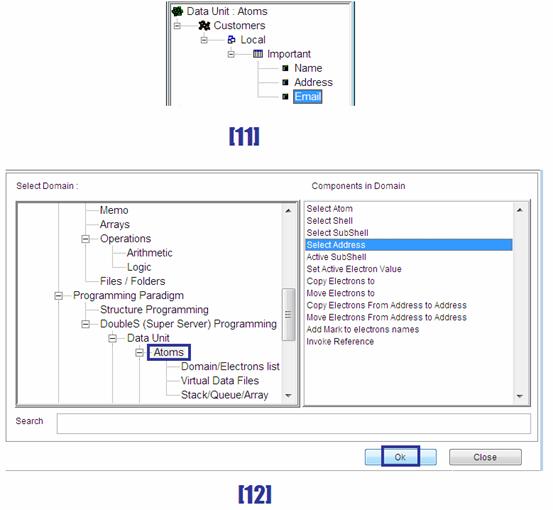 Data Unit : Atoms
Customers
Local
Important
Name
Address
Email
[11]
Select Domain :
Memo
Arrays
Operations
Arithmetic
Logic
Files / Folders
Programming Paradigm
Structure Programming
DoubleS (Super Server) Programming
Data Unit
Atoms
Domain/Electrons list
Virtual Data Files
Stack/Queue/Array
Components in Domain
Select Atom
Select Shell
Select SubShell
Select Address
Active SubShell
Set Active Electron Value
Copy Electrons to
Move Electrons to
Copy Electrons From Address to Address
Move Electrons From Address to Address
Add Mark to electrons names
Invoke Reference
Search
Ok
Close
[12]